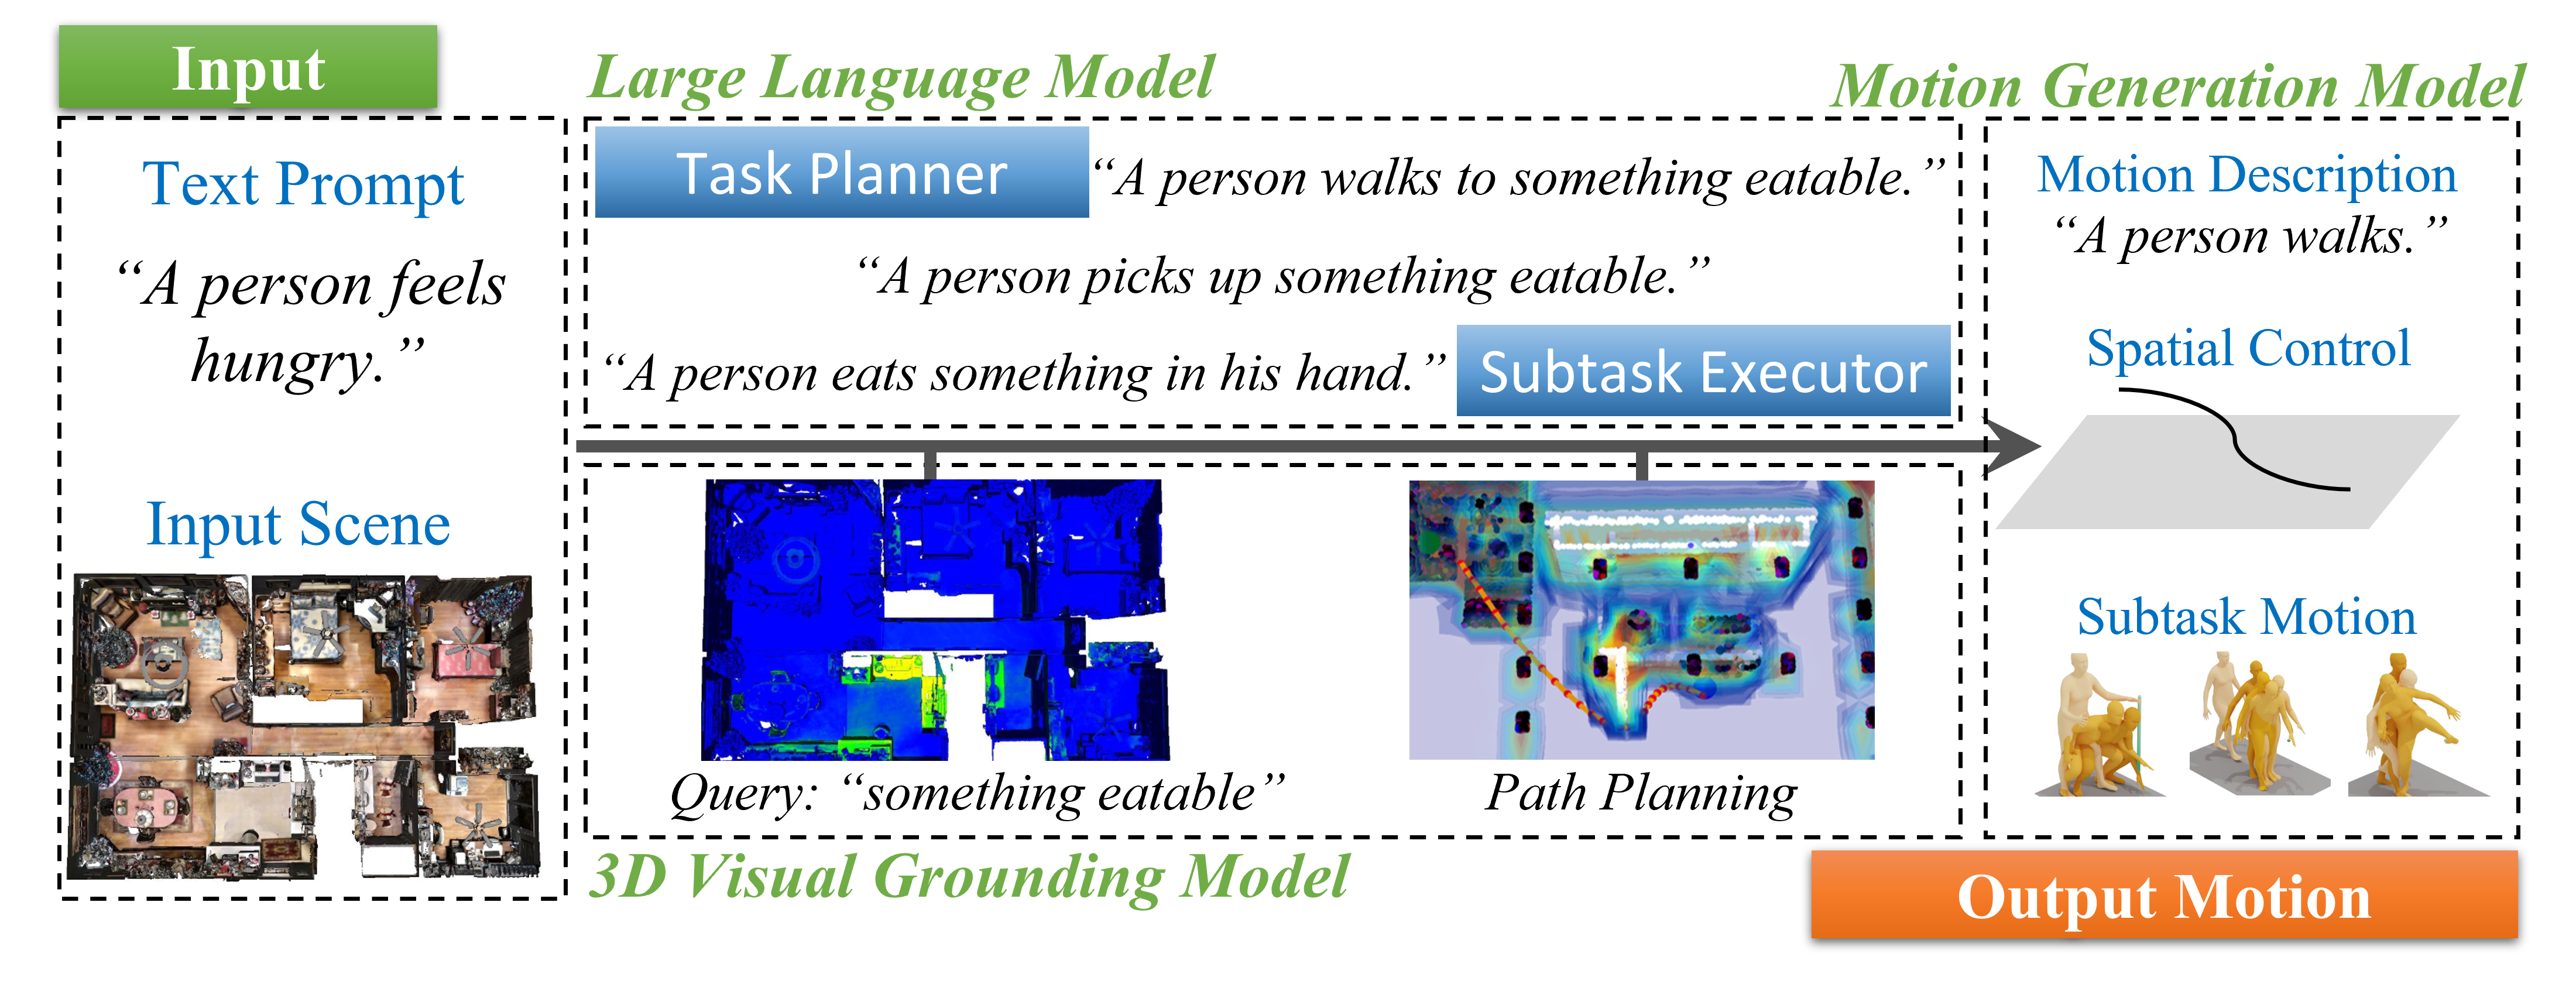 Input
Text Prompt
“A person feels
hungry.”
Input Scene
Large Language Model
Task Planner “A person walks to something eatable.”
“A person picks up something eatable.”
“A person eats something in his hand.” Subtask Executor
Query: “something eatable” Path Planning
3D Visual Grounding Model
Motion Generation Model
Motion Description
“A person walks.”
Spatial Control
Subtask Motion
Output Motion